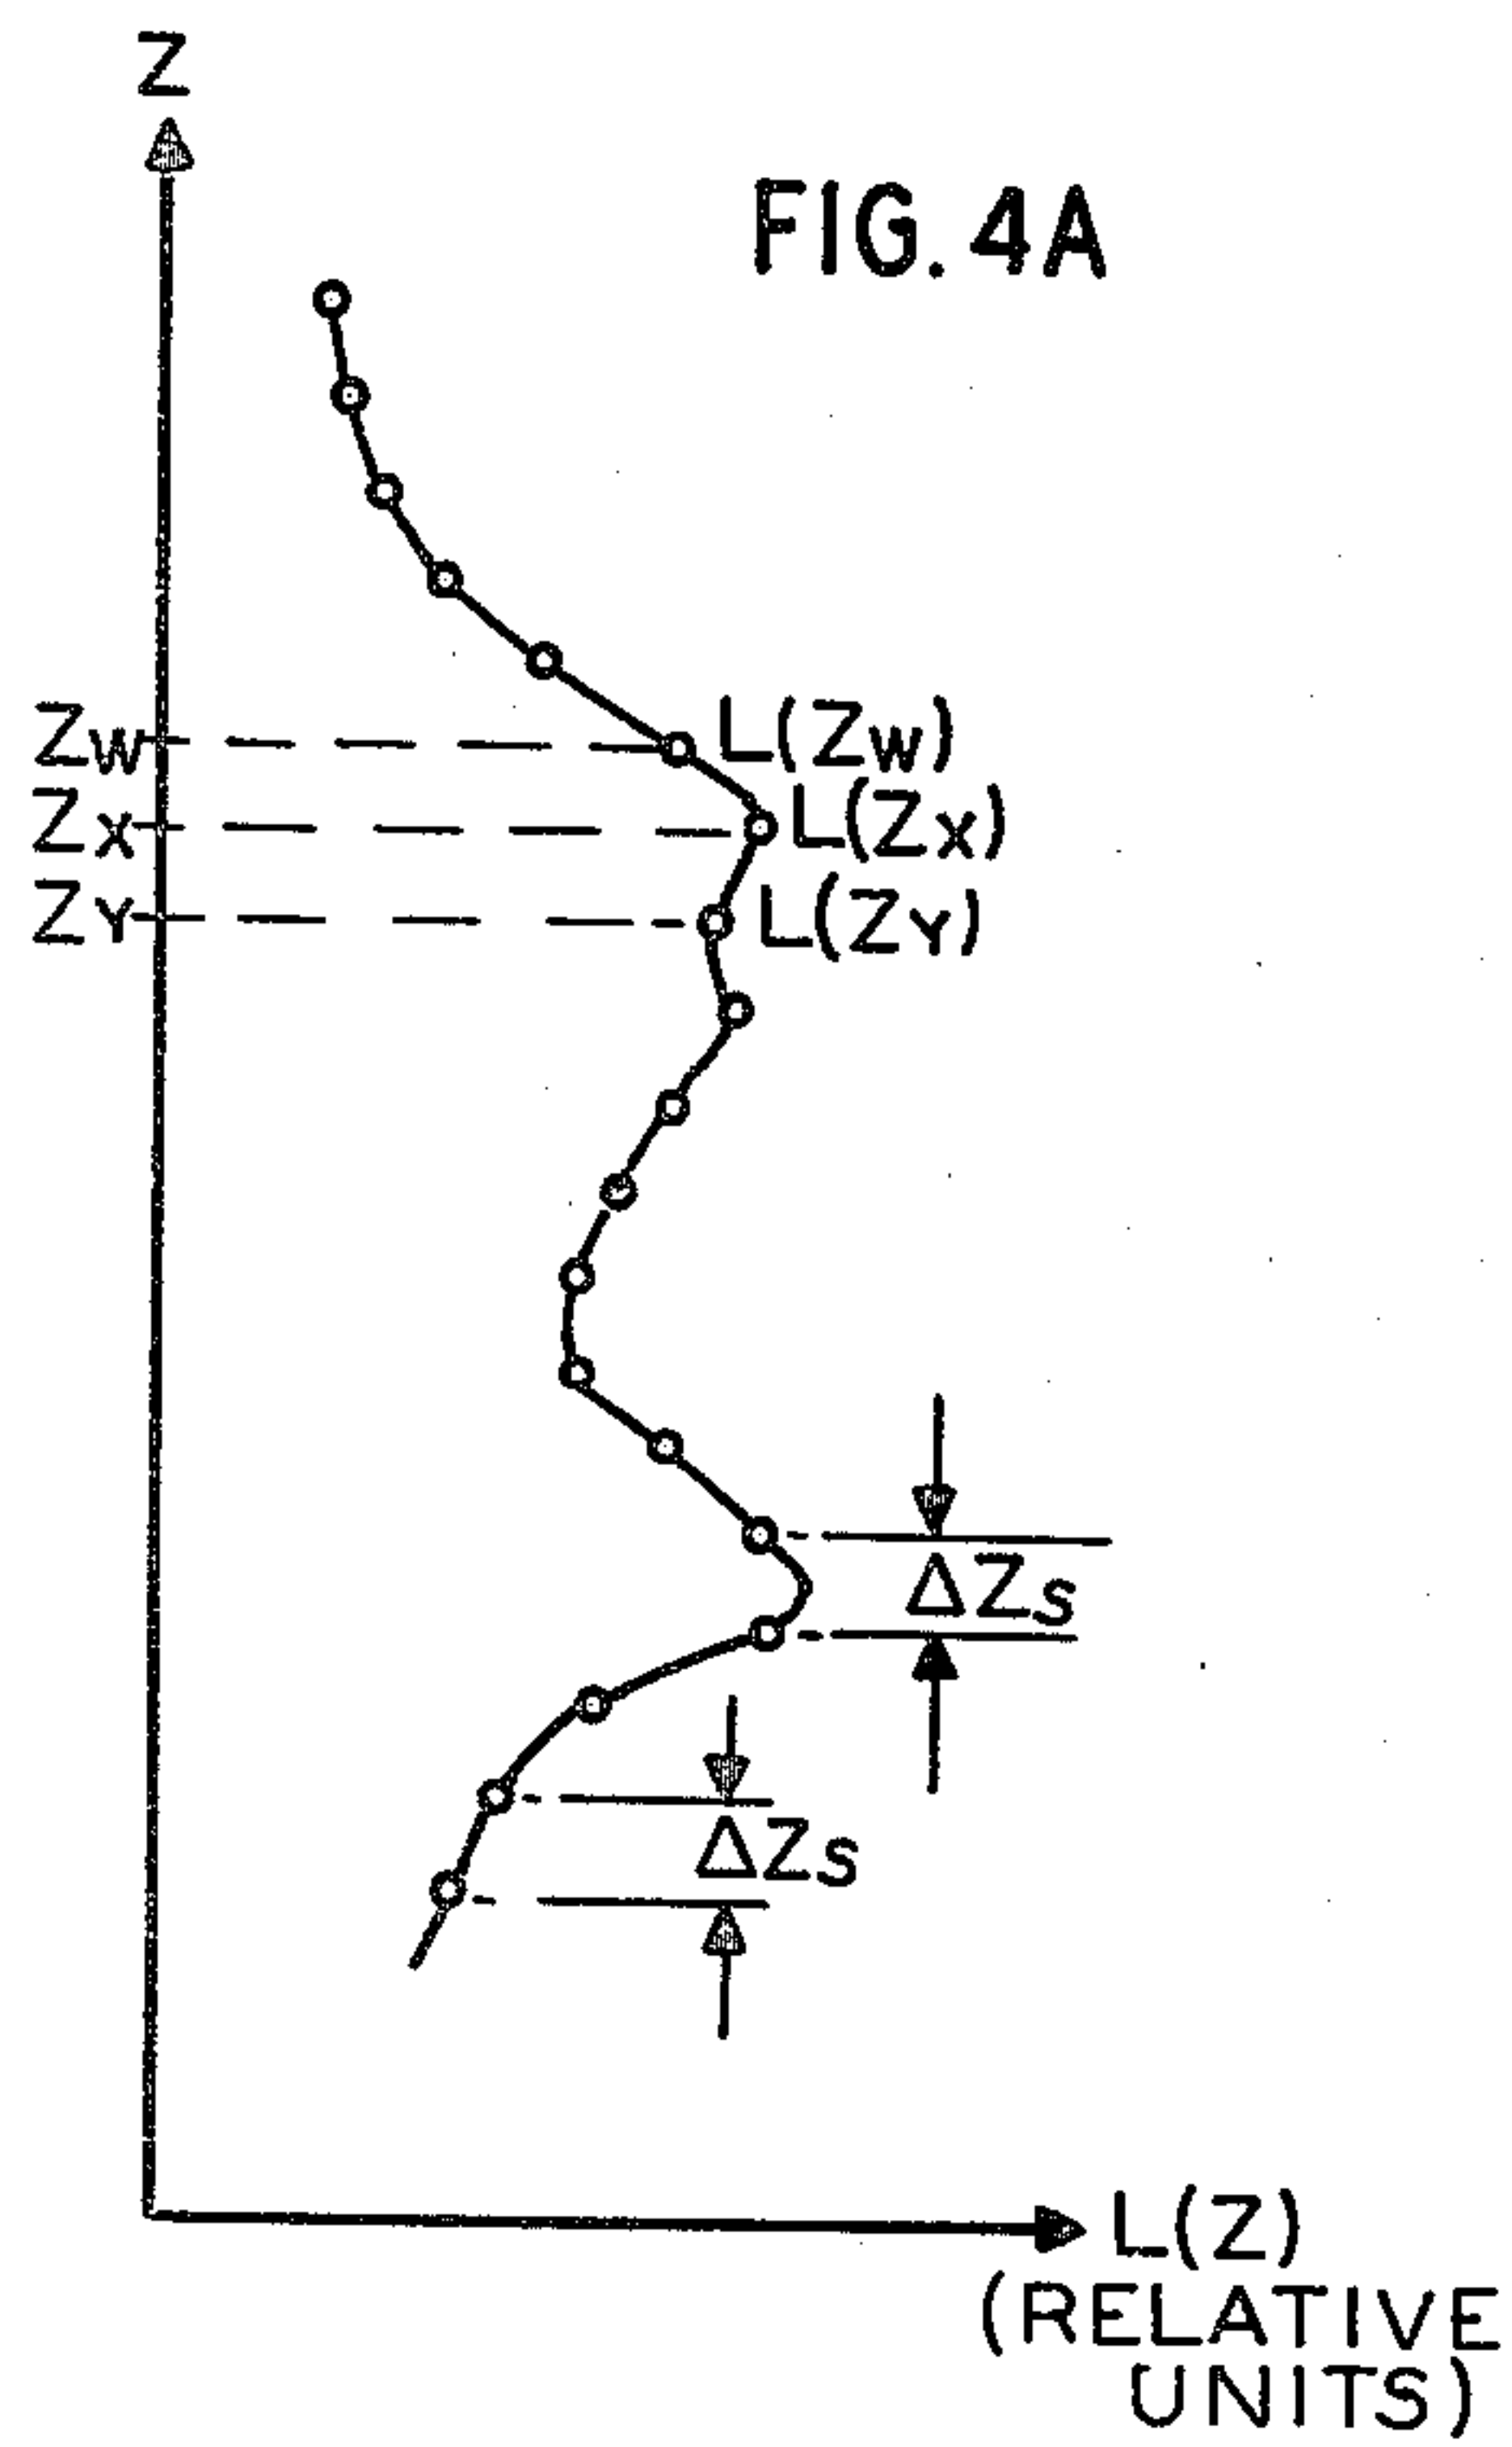 Z
FIG. 4A
ZW
L(ZW)
ZX
L(ZX)
ZY
L(ZY)
ΔZS
ΔZS
L(Z)
(RELATIVE
UNITS)